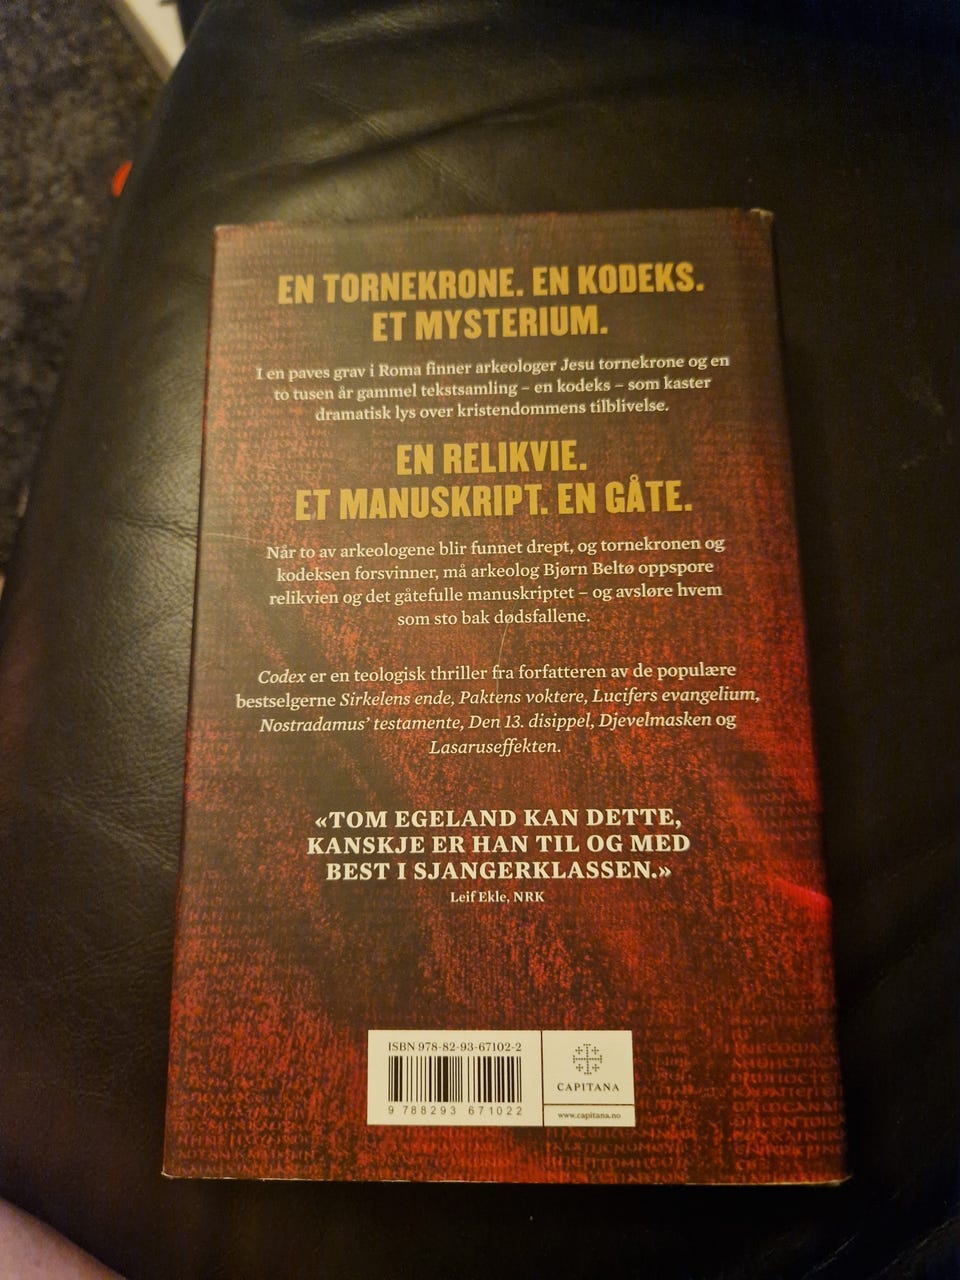 EN TORNEKRONE. EN KODEKS.
ET MYSTERIUM.
I en paves grav i Roma finner arkeologer Jesu tornekrone og en
to tusen år gammel tekstsamling – en kodeks – som kaster
dramatisk lys over kristendommens tilblivelse.
EN RELIKVIE.
ET MANUSKRIPT. EN GÅTE.
Når to av arkeologene blir funnet drept, og tornekronen og
kodeksen forsvinner, må arkeolog Bjørn Beltø oppspore
relikvien og det gåtefulle manuskriptet – og avsløre hvem
som sto bak dødsfallene.
Codex er en teologisk thriller fra forfatteren av de populære
bestselgerne Sirkelens ende, Paktens voktere, Lucifers evangelium,
Nostradamus’ testamente, Den 13. disippel, Djevelmasken og
Lasaruseffekten.
«TOM EGELAND KAN DETTE,
KANSKJE ER HAN TIL OG MED
BEST I SJANGERKLASSEN.»
Leif Ekle, NRK
ISBN 978-82-93-67102-2
9 788293 671022
CAPITANA
www.capitana.no